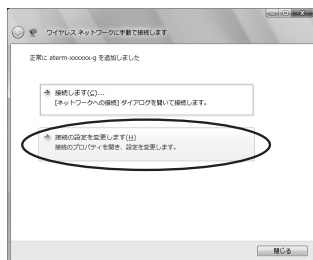 ワイヤレス ネットワークに手動で接続します
正常に aterm-xxxxxx-g を追加しました
接続します(C)...
[ネットワークへの接続] ダイアログを開いて接続します。
接続の設定を変更します(H)
接続のプロパティを開き、設定を変更します。
閉じる